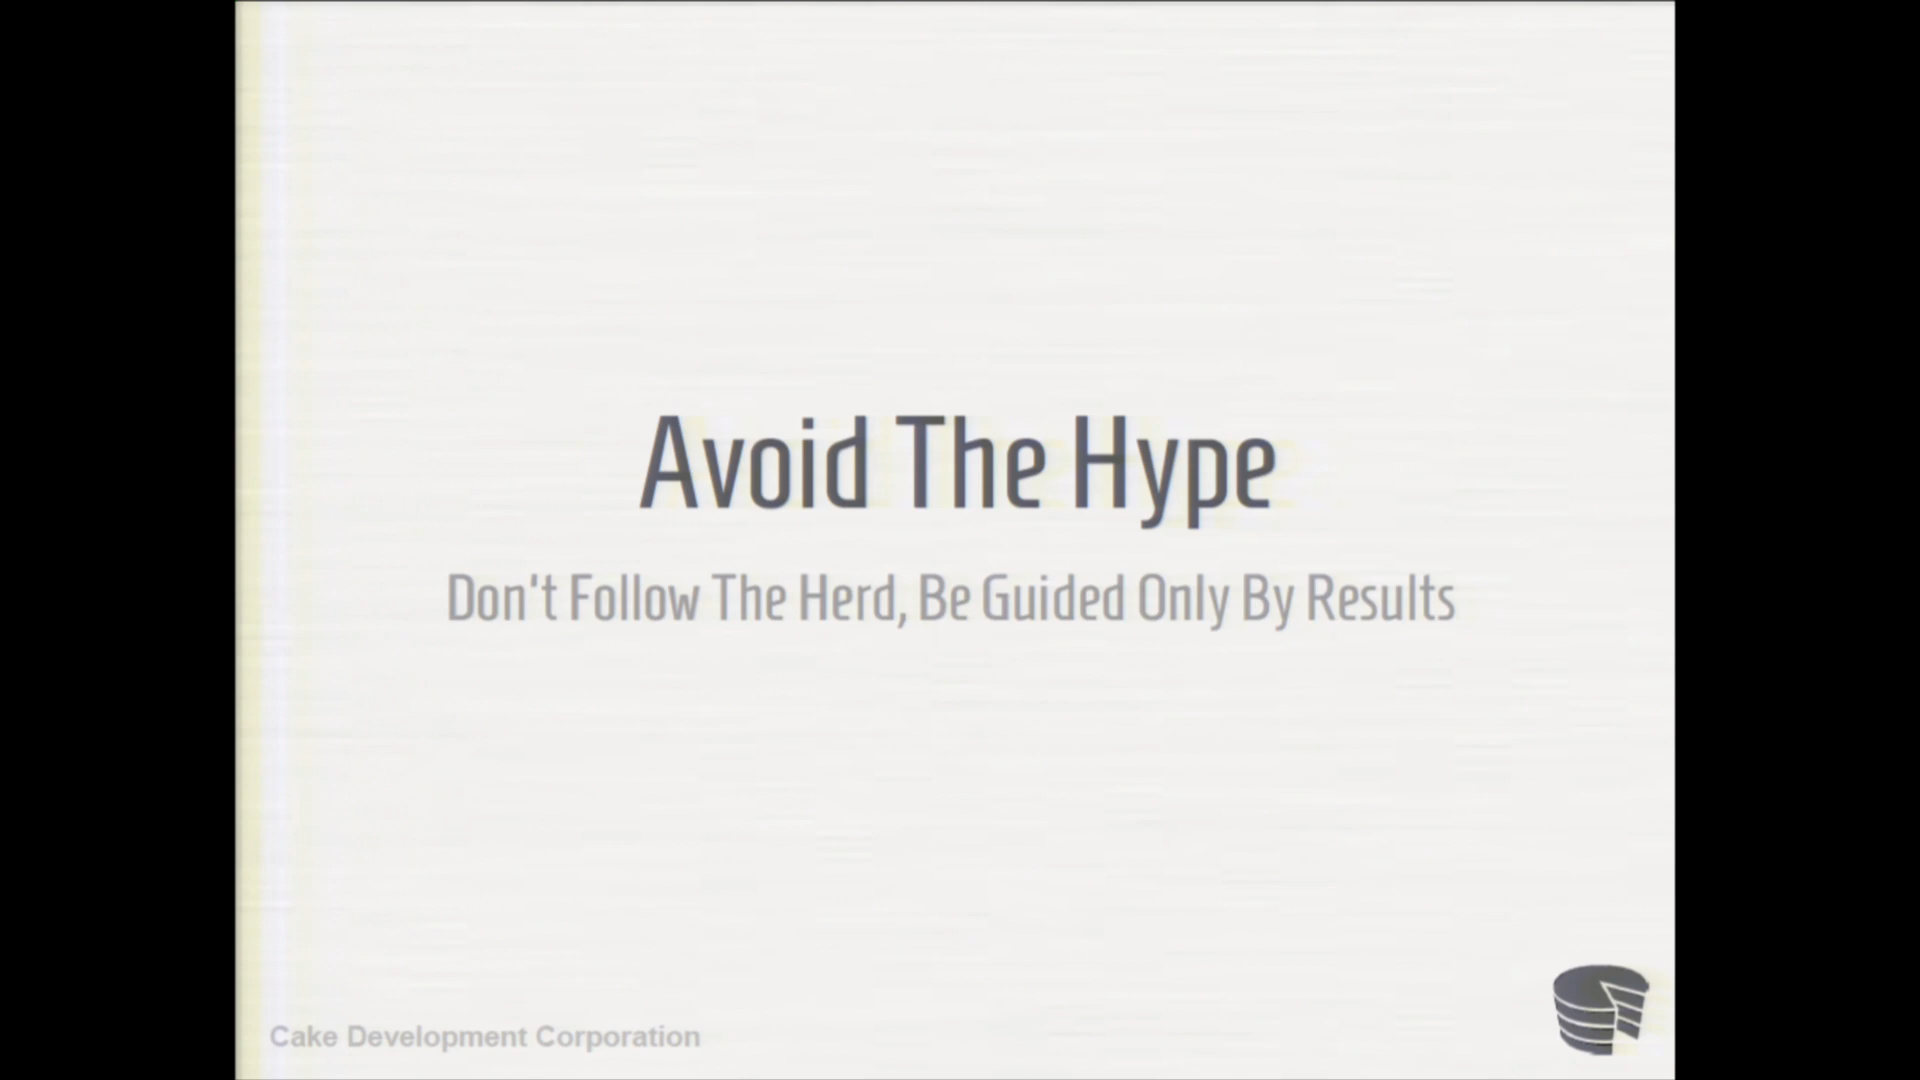 Avoid The Hype
Don't Follow The Herd, Be Guided Only By Results
Cake Development Corporation